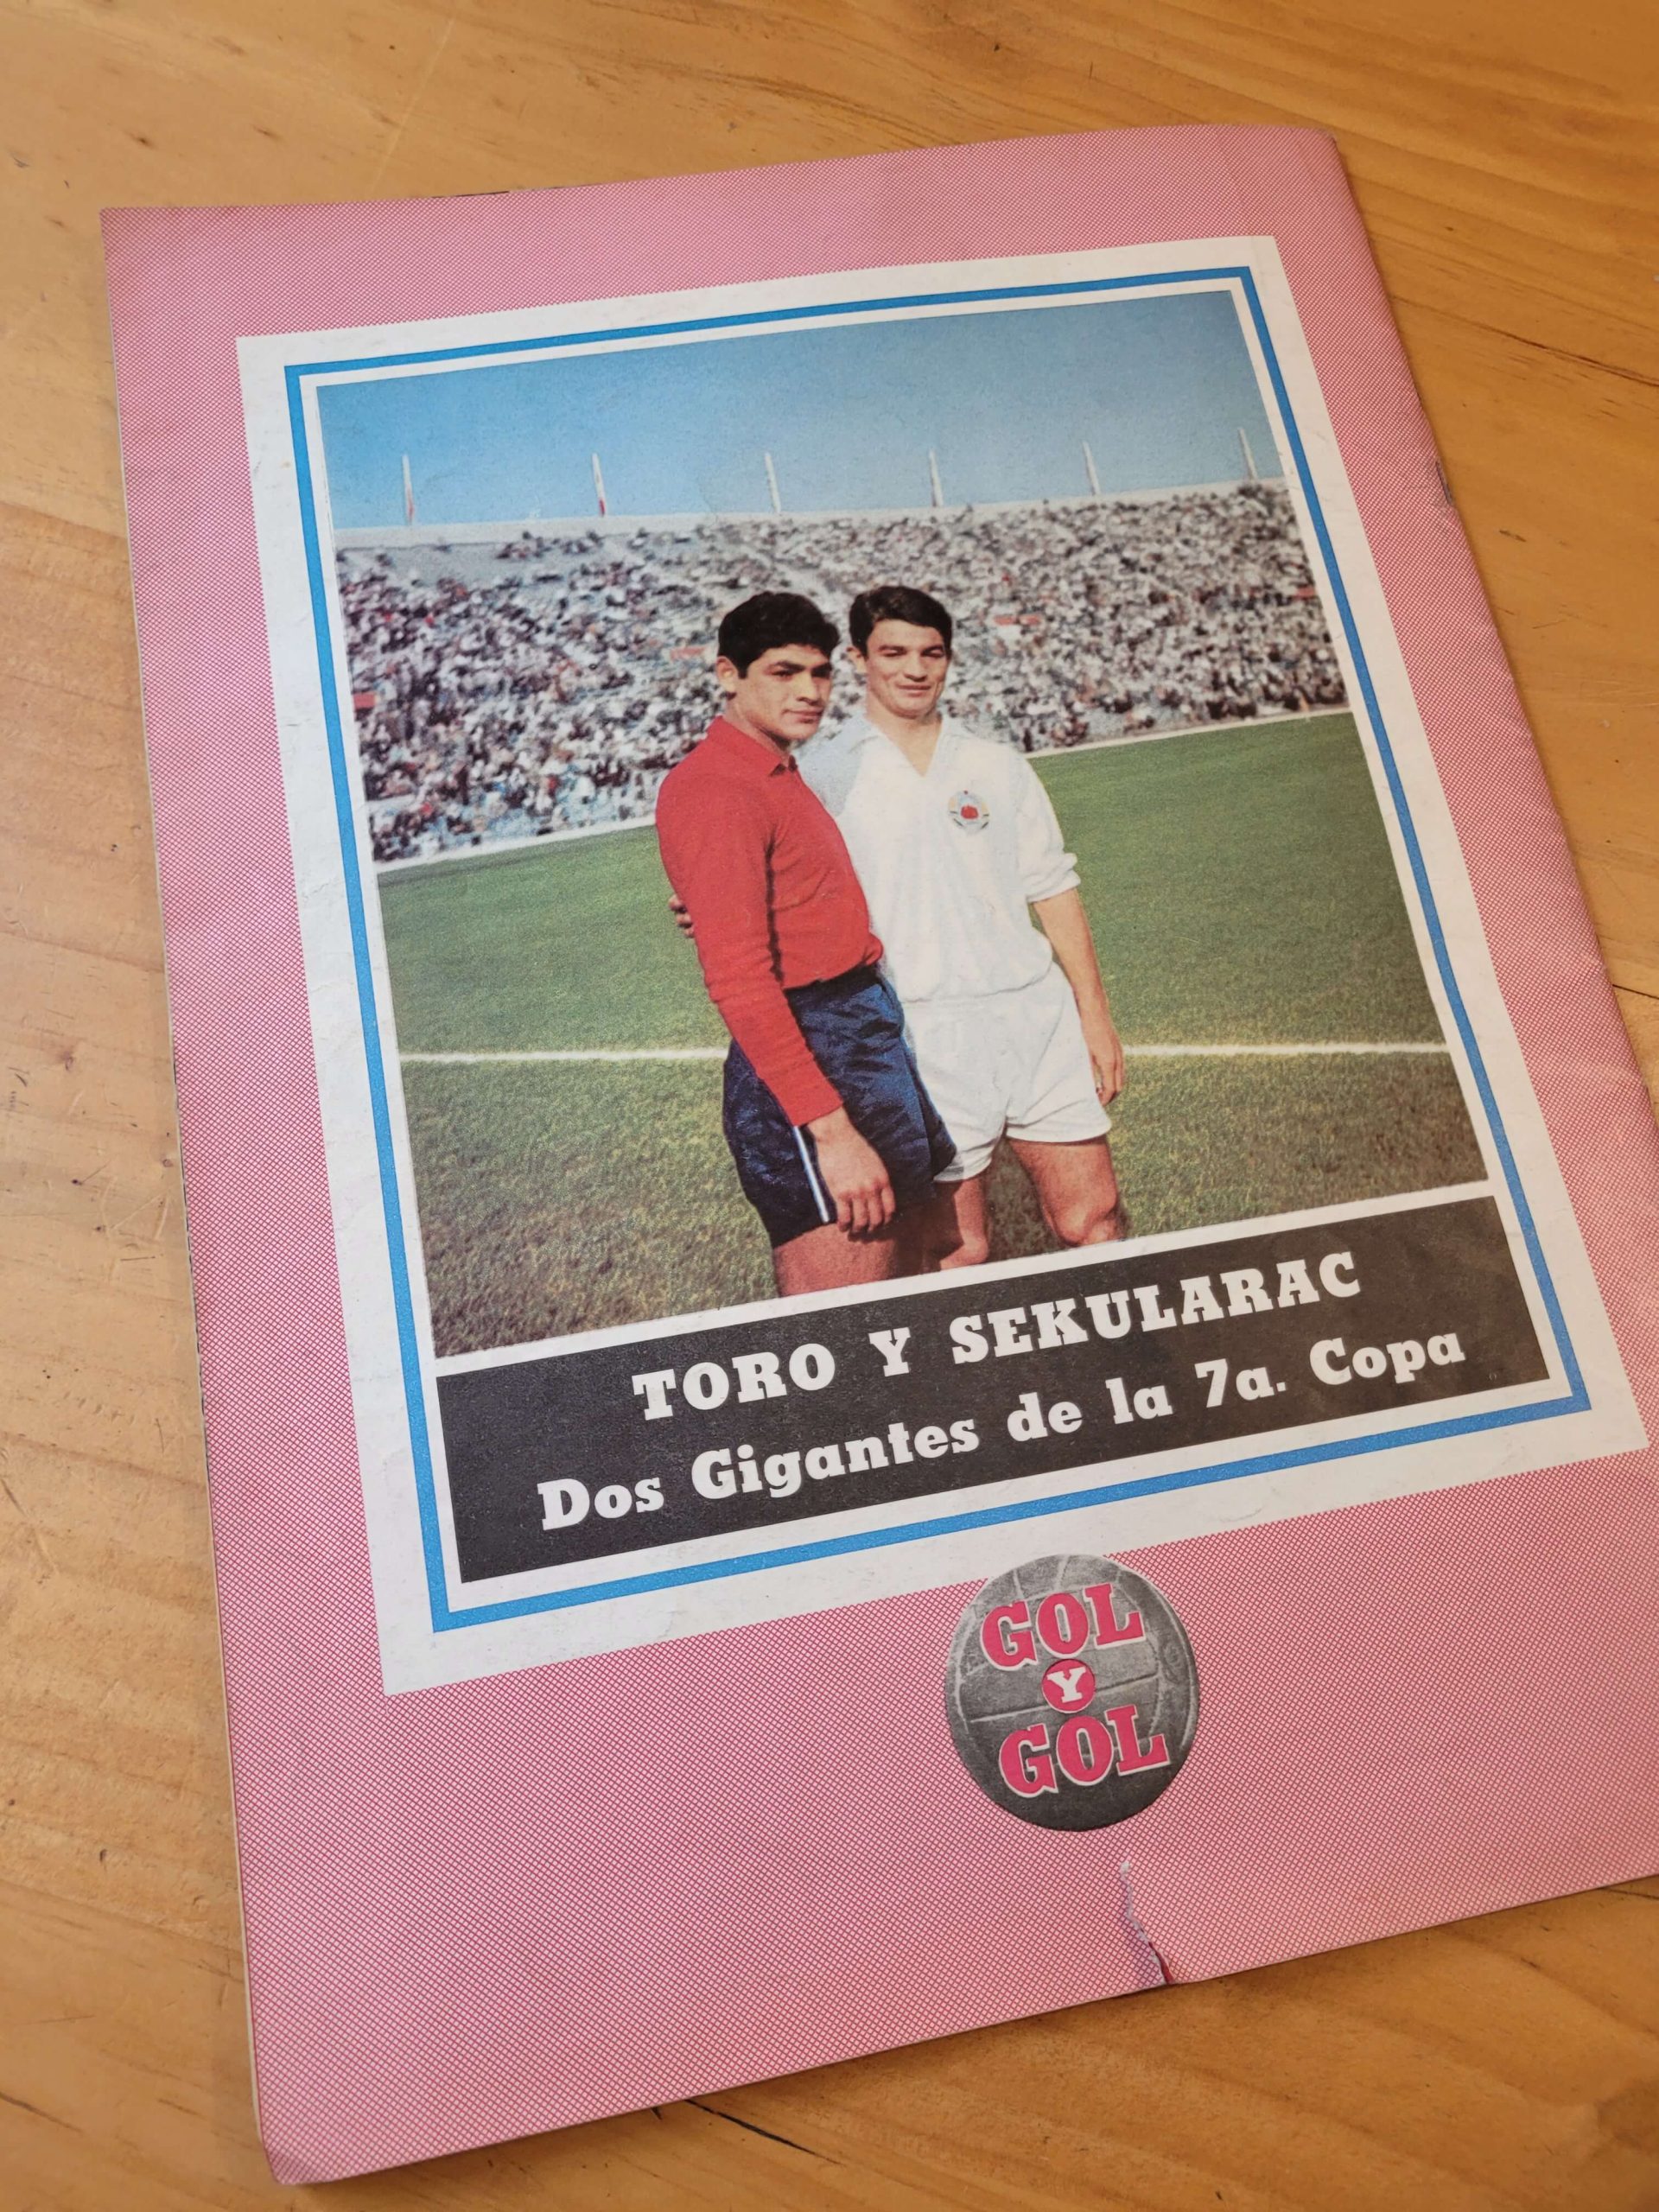 TORO Y SEKULARAC
Dos Gigantes de la 7a. Copa
GOL
Y
GOL